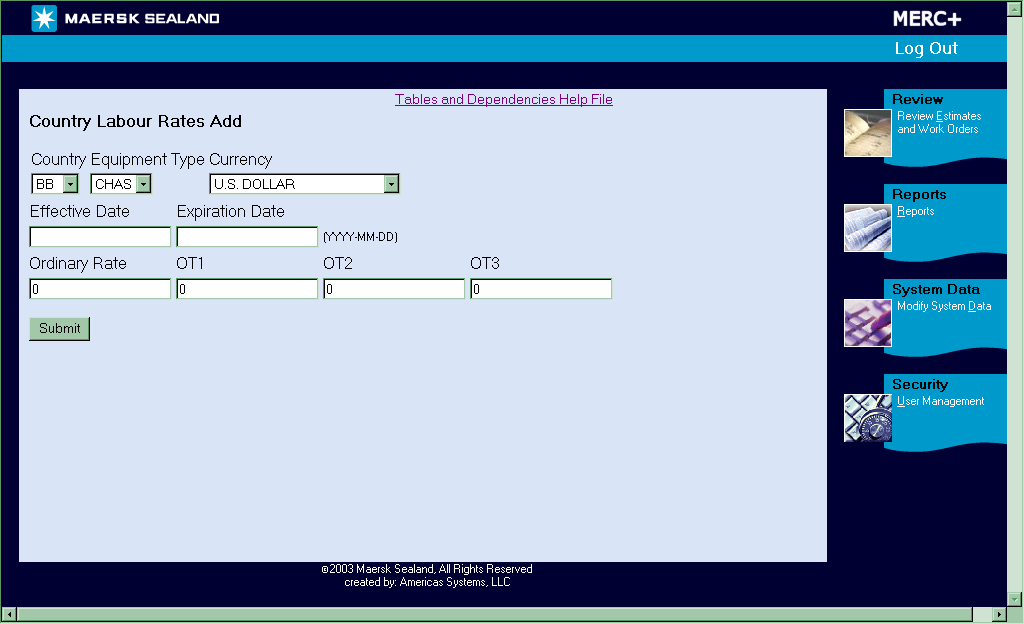 MAERSK SEALAND
MERC+
Log Out
Tables and Dependencies Help File
Country Labour Rates Add
Country Equipment Type Currency
BB CHAS U.S. DOLLAR
Effective Date Expiration Date
(YYYY-MM-DD)
Ordinary Rate OT1 OT2 OT3
0 0 0 0
Submit
Review
Review Estimates
and Work Orders
Reports
Reports
System Data
Modify System Data
Security
User Management
©2003 Maersk Sealand, All Rights Reserved
created by: Americas Systems, LLC